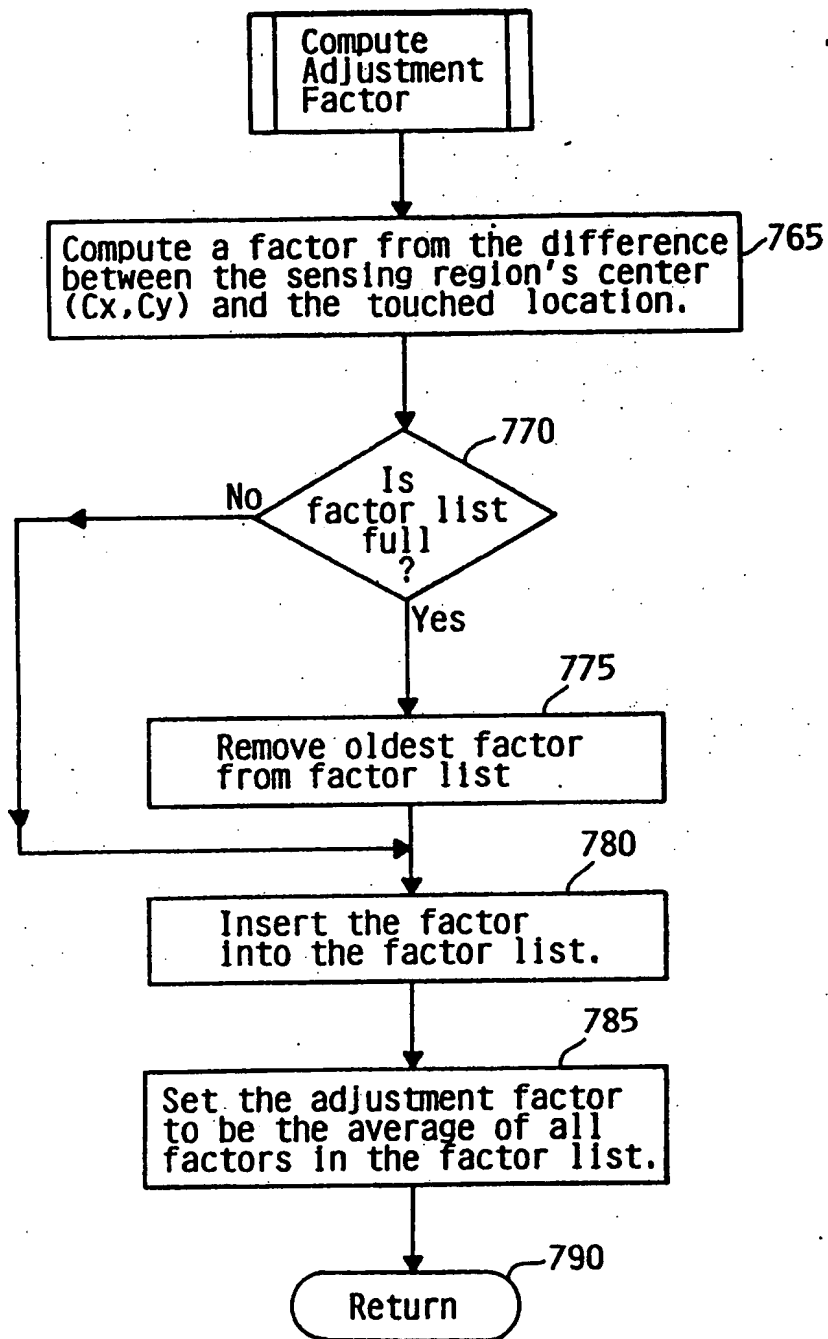 Compute
Adjustment
Factor
Compute a factor from the difference
between the sensing region's center
(Cx,Cy) and the touched location.
765
770
Is
factor list
full
?
No
Yes
775
Remove oldest factor
from factor list
780
Insert the factor
into the factor list.
785
Set the adjustment factor
to be the average of all
factors in the factor list.
790
Return